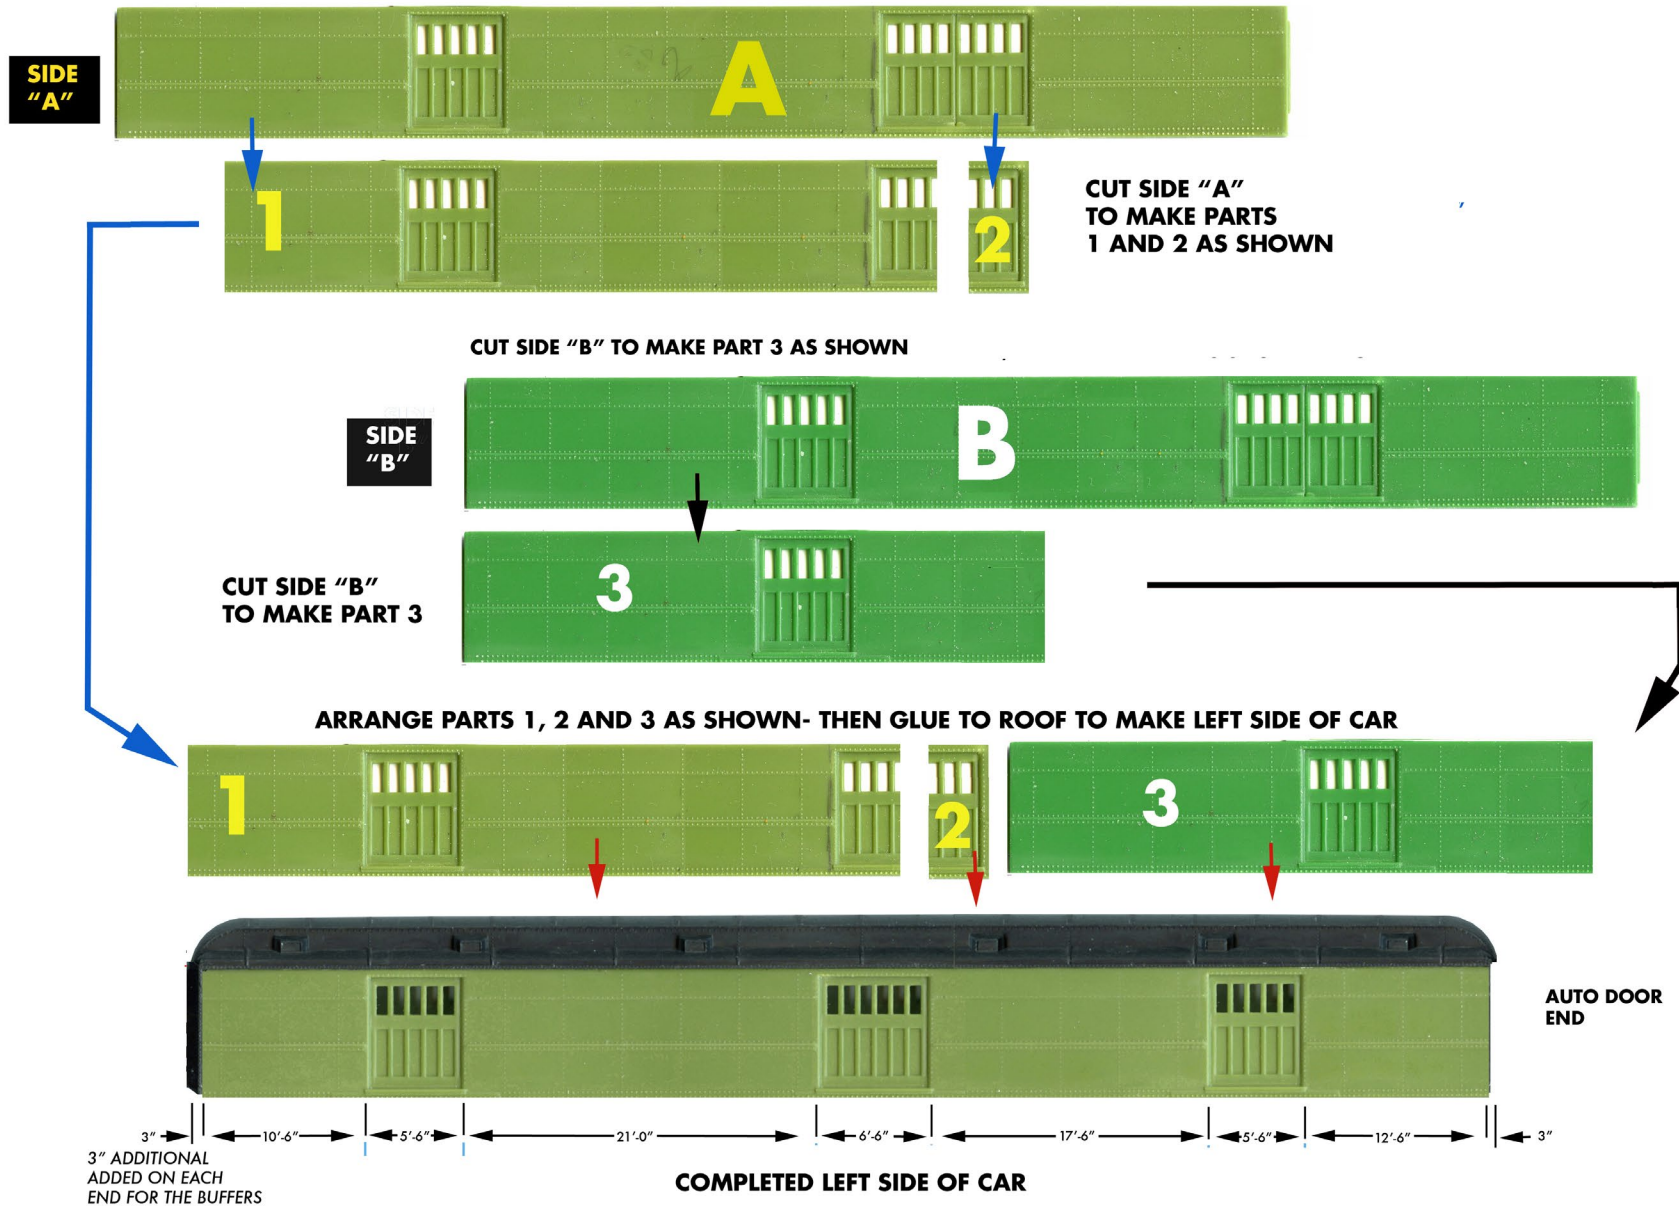 SIDE
“A”
A
1
2
CUT SIDE “A”
TO MAKE PARTS
1 AND 2 AS SHOWN
CUT SIDE “B” TO MAKE PART 3 AS SHOWN
SIDE
“B”
B
CUT SIDE “B”
TO MAKE PART 3
3
ARRANGE PARTS 1, 2 AND 3 AS SHOWN- THEN GLUE TO ROOF TO MAKE LEFT SIDE OF CAR
1
2
3
AUTO DOOR
END
3” 10’-6” 5’-6” 21’-0” 6’-6” 17’-6” 5’-6” 12’-6” 3”
3” ADDITIONAL
ADDED ON EACH
END FOR THE BUFFERS
COMPLETED LEFT SIDE OF CAR